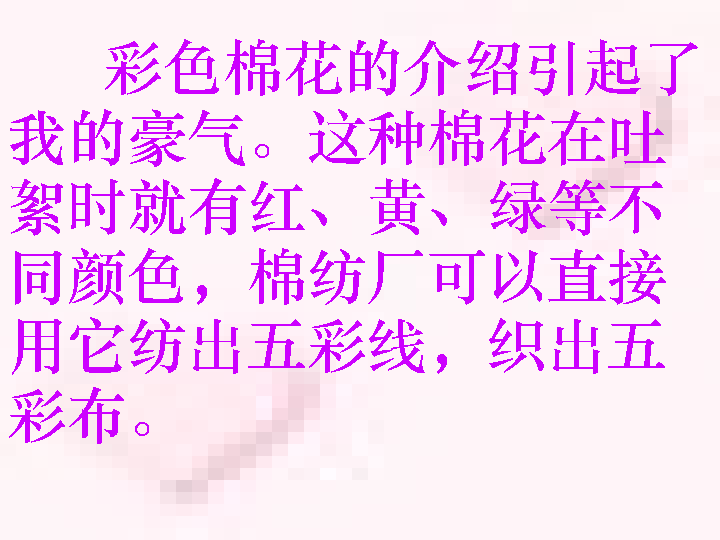 彩色棉花的介绍引起了
我的豪气。这种棉花在吐
絮时就有红、黄、绿等不
同颜色，棉纺厂可以直接
用它纺出五彩线，织出五
彩布。